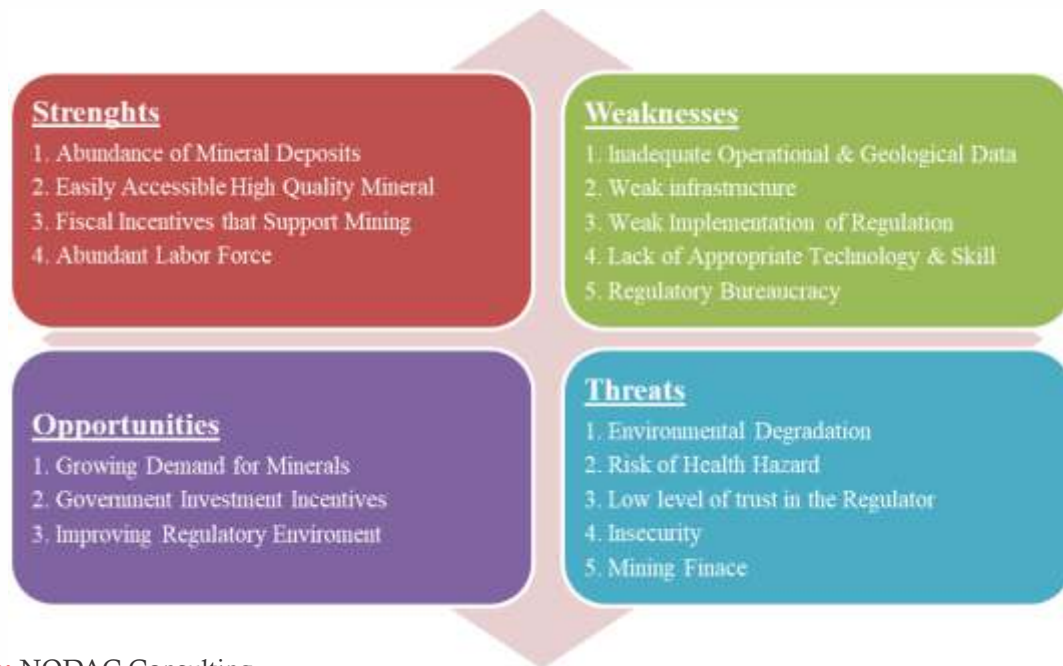 Strenghts
1. Abundance of Mineral Deposits
2. Easily Accessible High Quality Mineral
3. Fiscal Incentives that Support Mining
4. Abundant Labor Force
Weaknesses
1. Inadequate Operational & Geological Data
2. Weak infrastructure
3. Weak Implementation of Regulation
4. Lack of Appropriate Technology & Skill
5. Regulatory Bureaucracy
Opportunities
1. Growing Demand for Minerals
2. Government Investment Incentives
3. Improving Regulatory Enviroment
Threats
1. Environmental Degradation
2. Risk of Health Hazard
3. Low level of trust in the Regulator
4. Insecurity
5. Mining Finace
NODAC Consulting